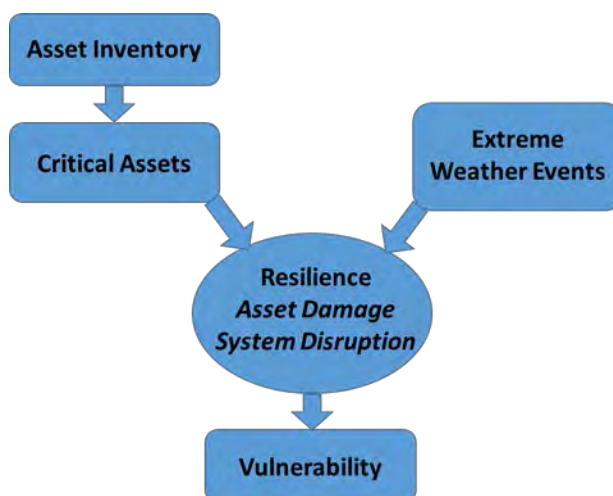 Asset Inventory
Critical Assets
Extreme
Weather Events
Resilience
Asset Damage
System Disruption
Vulnerability